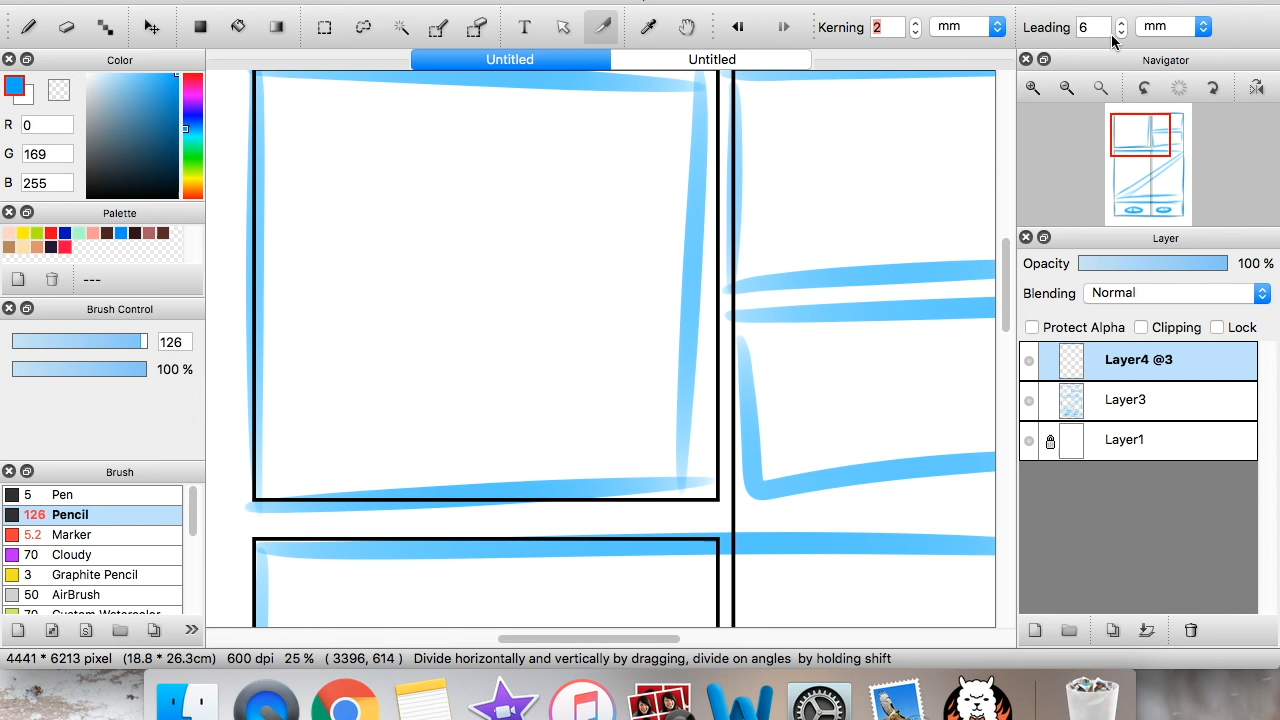 T Kerning 2 mm Leading 6 mm
Color
Untitled
Untitled
Navigator
R 0
G 169
B 255
Palette
---
Brush Control
126
100 %
Brush
5 Pen
126 Pencil
5.2 Marker
70 Cloudy
3 Graphite Pencil
50 AirBrush
70 Custom Watercolor
Layer
Opacity 100 %
Blending Normal
Protect Alpha Clipping Lock
Layer4 @3
Layer3
Layer1
4441 * 6213 pixel (18.8 * 26.3cm) 600 dpi 25 % ( 3396, 614 ) Divide horizontally and vertically by dragging, divide on angles by holding shift